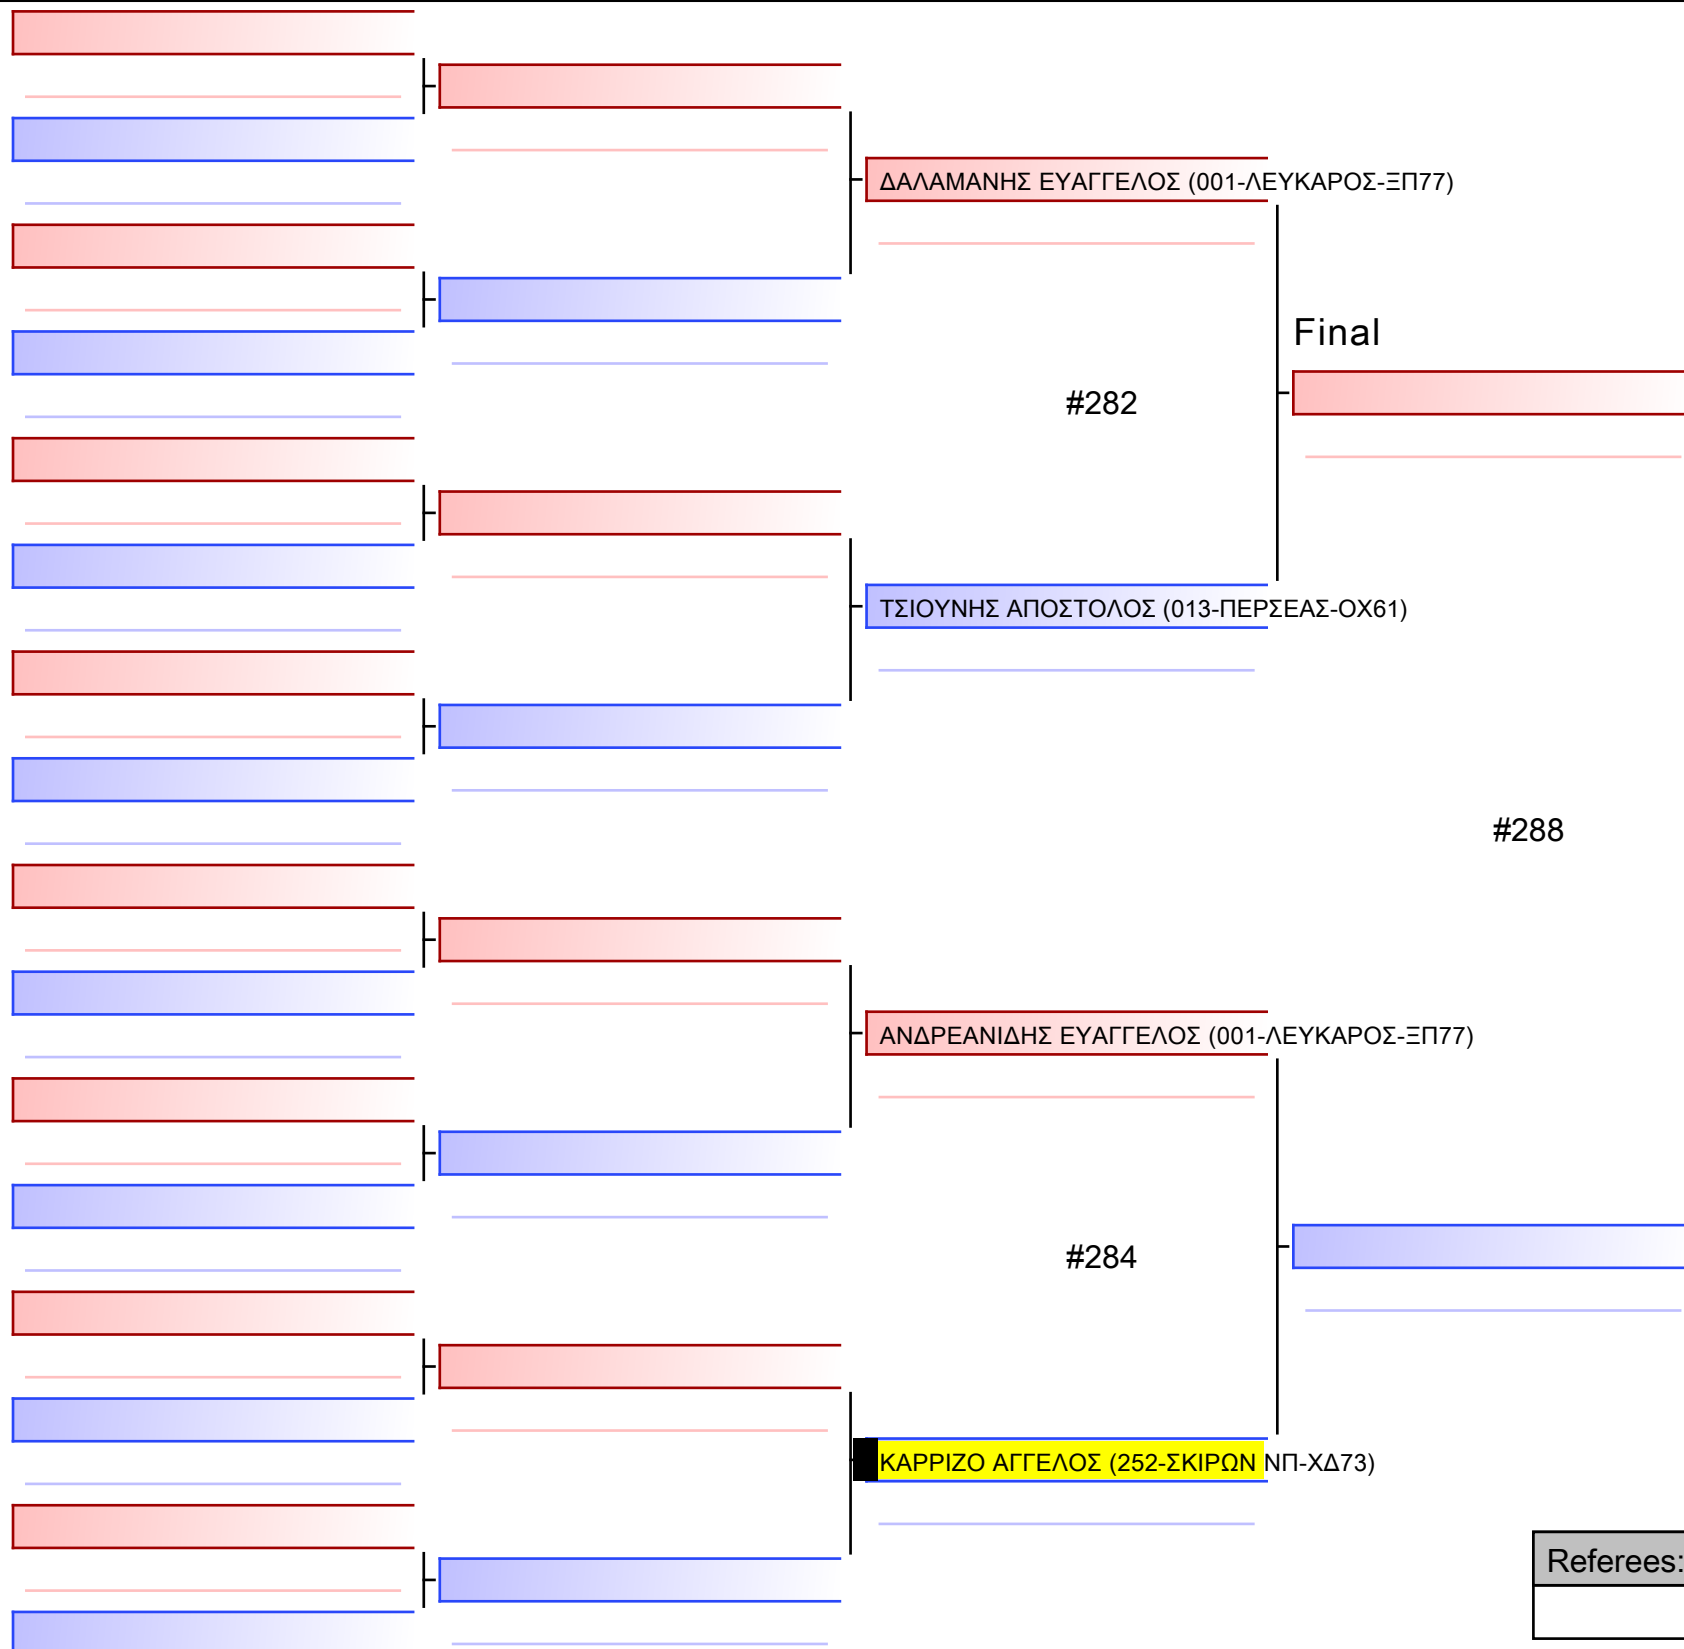 ΔΑΛΑΜΑΝΗΣ ΕΥΑΓΓΕΛΟΣ (001-ΛΕΥΚΑΡΟΣ-ΞΠ77)
Final
#282
ΤΣΙΟΥΝΗΣ ΑΠΟΣΤΟΛΟΣ (013-ΠΕΡΣΕΑΣ-ΟΧ61)
#288
ΑΝΔΡΕΑΝΙΔΗΣ ΕΥΑΓΓΕΛΟΣ (001-ΛΕΥΚΑΡΟΣ-ΞΠ77)
#284
ΚΑΡΡΙΖΟ ΑΓΓΕΛΟΣ (252-ΣΚΙΡΩΝ ΝΠ-ΧΔ73)
Referees: